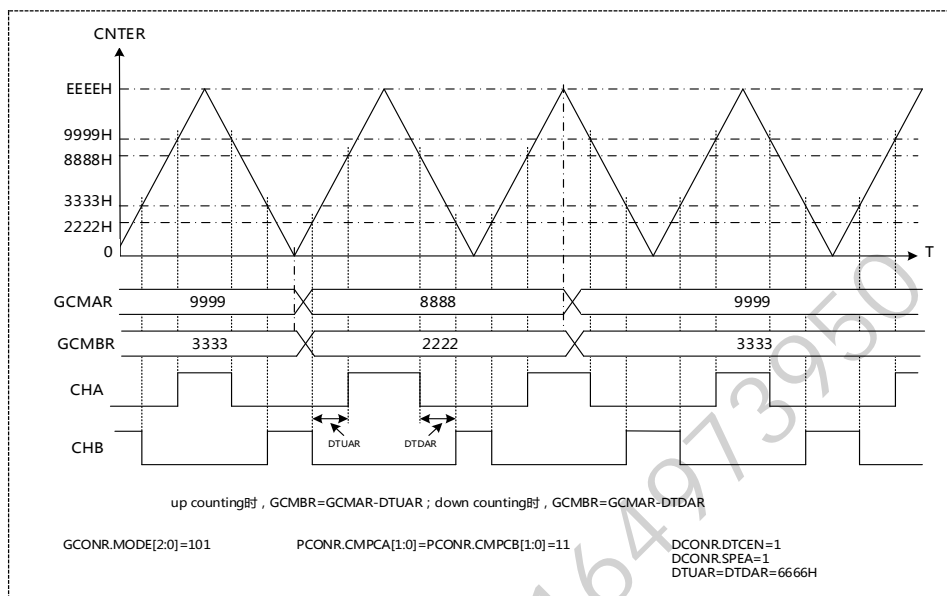 CNTER
EEEEH
9999H
8888H
3333H
2222H
0
T
GCMAR 9999 8888 9999
GCMBR 3333 2222 3333
CHA
DTUAR DTDAR
CHB
up counting时，GCMBR=GCMAR-DTUAR；down counting时，GCMBR=GCMAR-DTDAR
GCONR.MODE[2:0]=101 PCONR.CMPCA[1:0]=PCONR.CMPCB[1:0]=11 DCONR.DTCEN=1
DCONR.SPEA=1
DTUAR=DTDAR=6666H
164973950